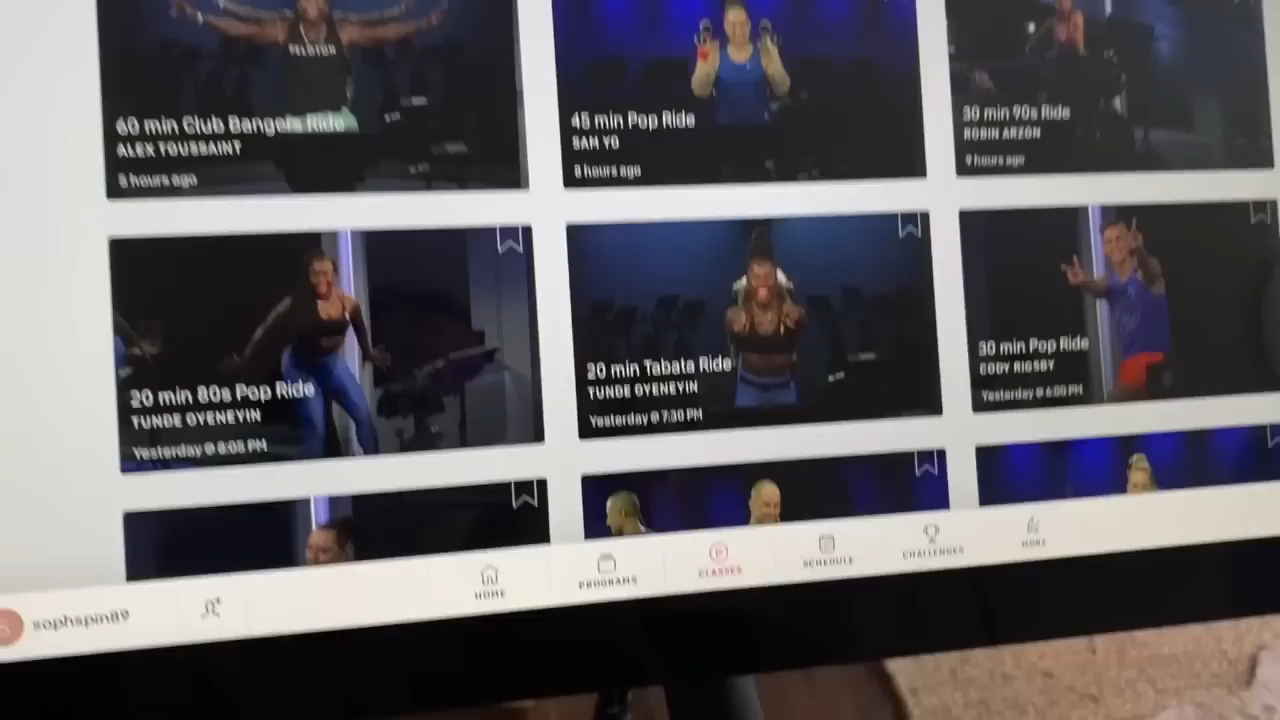 PELOTON
60 min Club Bangers Ride
ALEX TOUSSAINT
5 hours ago
45 min Pop Ride
SAM YO
8 hours ago
30 min 90s Ride
ROBIN ARZÓN
9 hours ago
20 min 80s Pop Ride
TUNDE OYENEYIN
Yesterday @ 8:05 PM
20 min Tabata Ride
TUNDE OYENEYIN
Yesterday @ 7:30 PM
30 min Pop Ride
CODY RIGSBY
Yesterday @ 6:00 PM
sophspin89
HOME
PROGRAMS
CLASSES
SCHEDULE
CHALLENGES
MORE